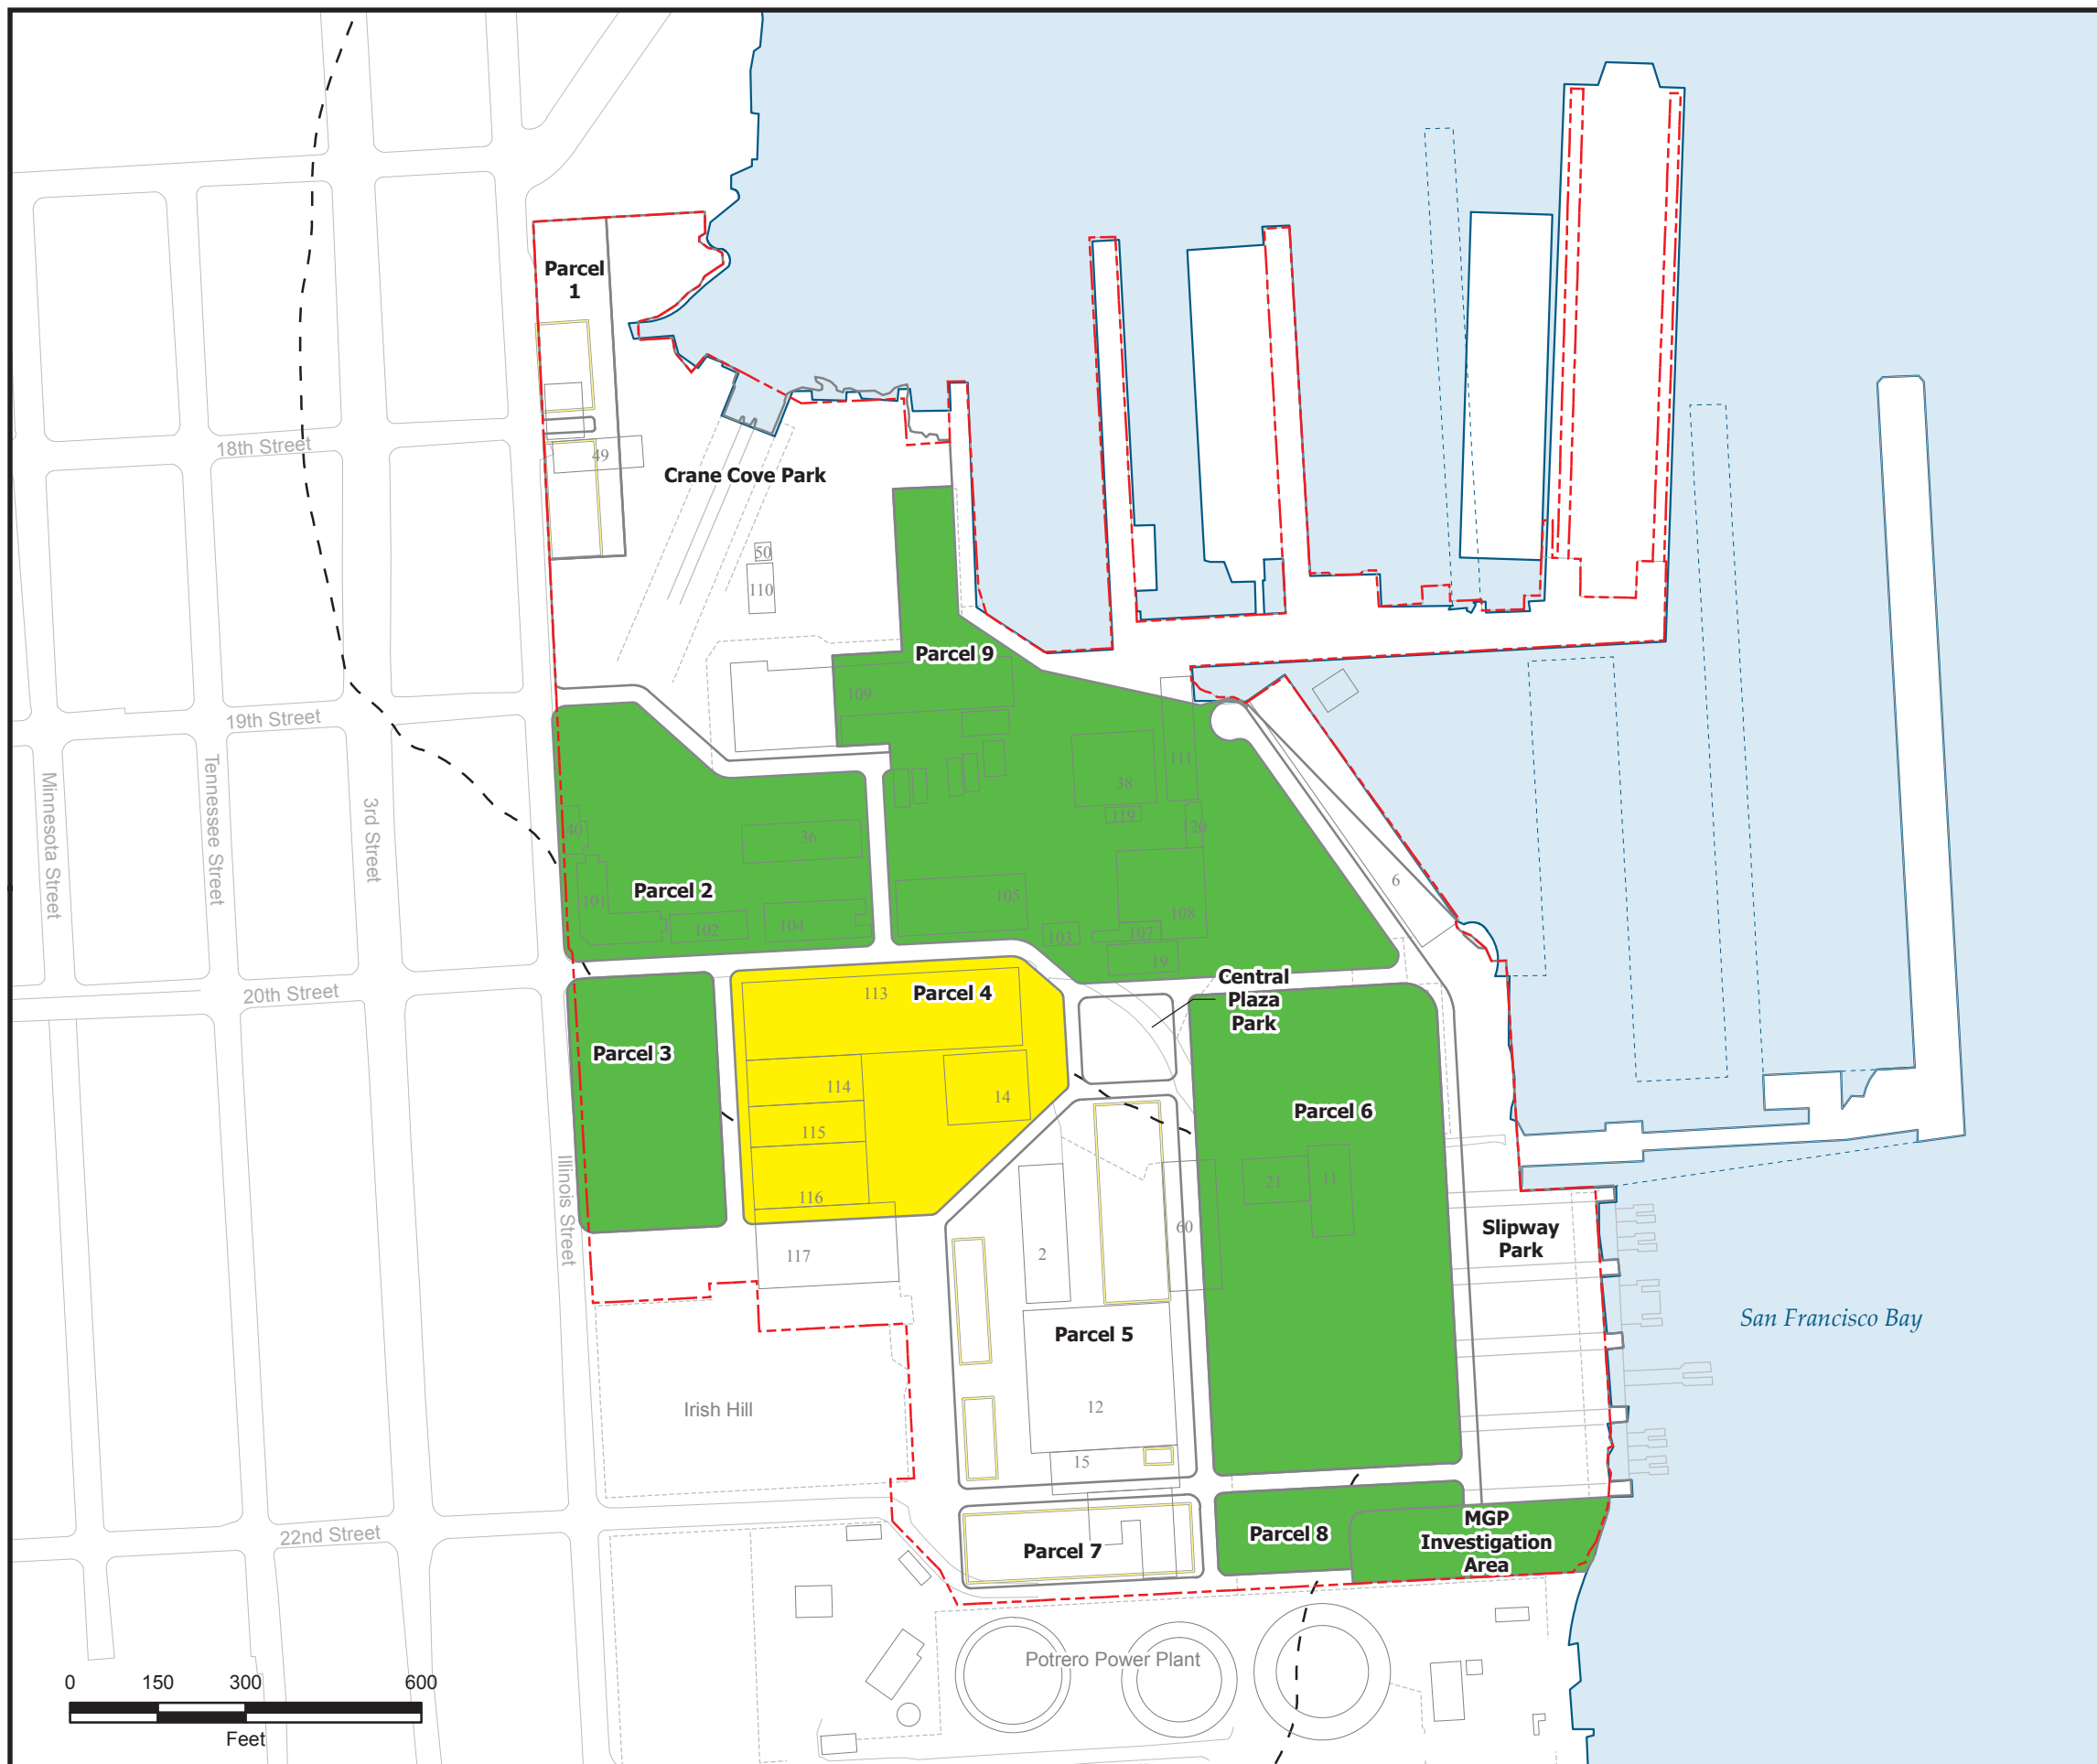 Parcel
1
18th Street
49
Crane Cove Park
50
110
Parcel 9
109
19th Street
Minnesota Street
Tennessee Street
3rd Street
38
111
119
120
40
36
6
Parcel 2
101
102
104
105
108
103
107
19
20th Street
Central
Plaza
Park
113
Parcel 4
Parcel 3
114
14
115
116
Parcel 6
21
11
Illinois Street
117
2
60
Slipway
Park
San Francisco Bay
Parcel 5
Irish Hill
12
15
22nd Street
Parcel 7
Parcel 8
MGP
Investigation
Area
Potrero Power Plant
0 150 300 600
Feet